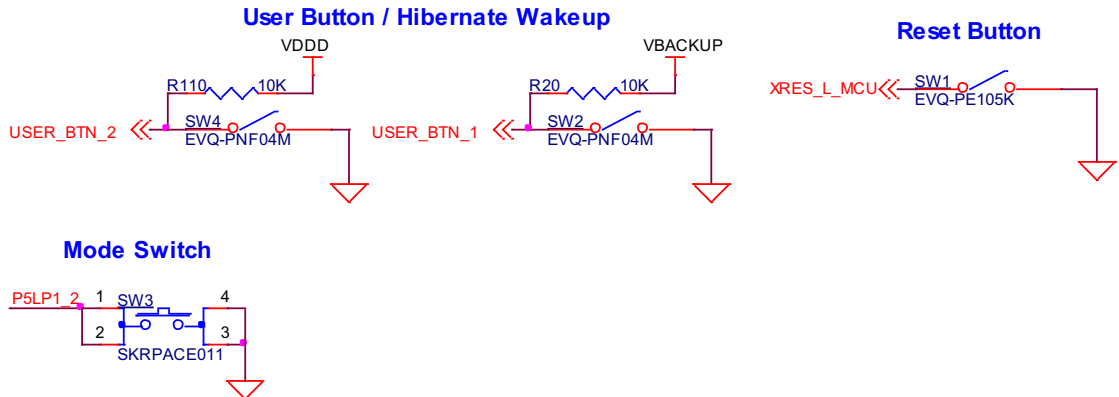 User Button / Hibernate Wakeup
Reset Button
VDDD
VBACKUP
R110 10K
R20 10K
XRES_L_MCU SW1
EVQ-PE105K
USER_BTN_2 SW4
EVQ-PNF04M
USER_BTN_1 SW2
EVQ-PNF04M
Mode Switch
P5LP1_2 1 SW3 4
2 3
SKRPACE011